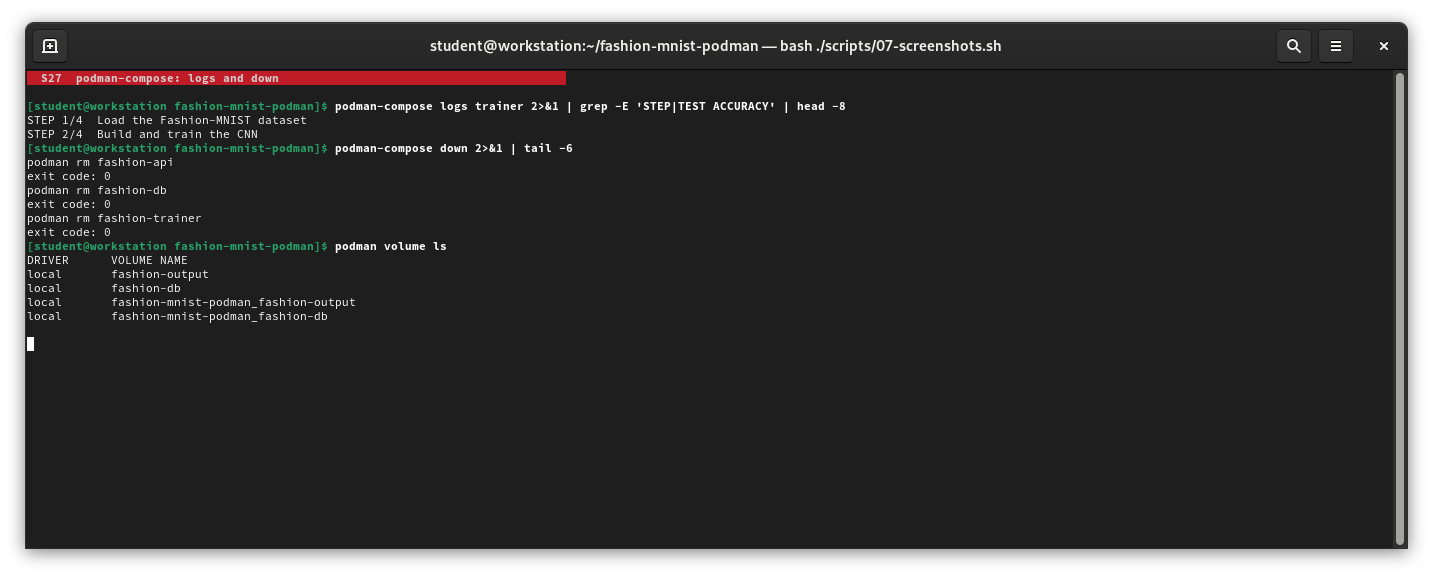 student@workstation:~/fashion-mnist-podman — bash ./scripts/07-screenshots.sh
S27  podman-compose: logs and down
[student@workstation fashion-mnist-podman]$ podman-compose logs trainer 2>&1 | grep -E 'STEP|TEST ACCURACY' | head -8
STEP 1/4  Load the Fashion-MNIST dataset
STEP 2/4  Build and train the CNN
[student@workstation fashion-mnist-podman]$ podman-compose down 2>&1 | tail -6
podman rm fashion-api
exit code: 0
podman rm fashion-db
exit code: 0
podman rm fashion-trainer
exit code: 0
[student@workstation fashion-mnist-podman]$ podman volume ls
DRIVER      VOLUME NAME
local       fashion-output
local       fashion-db
local       fashion-mnist-podman_fashion-output
local       fashion-mnist-podman_fashion-db